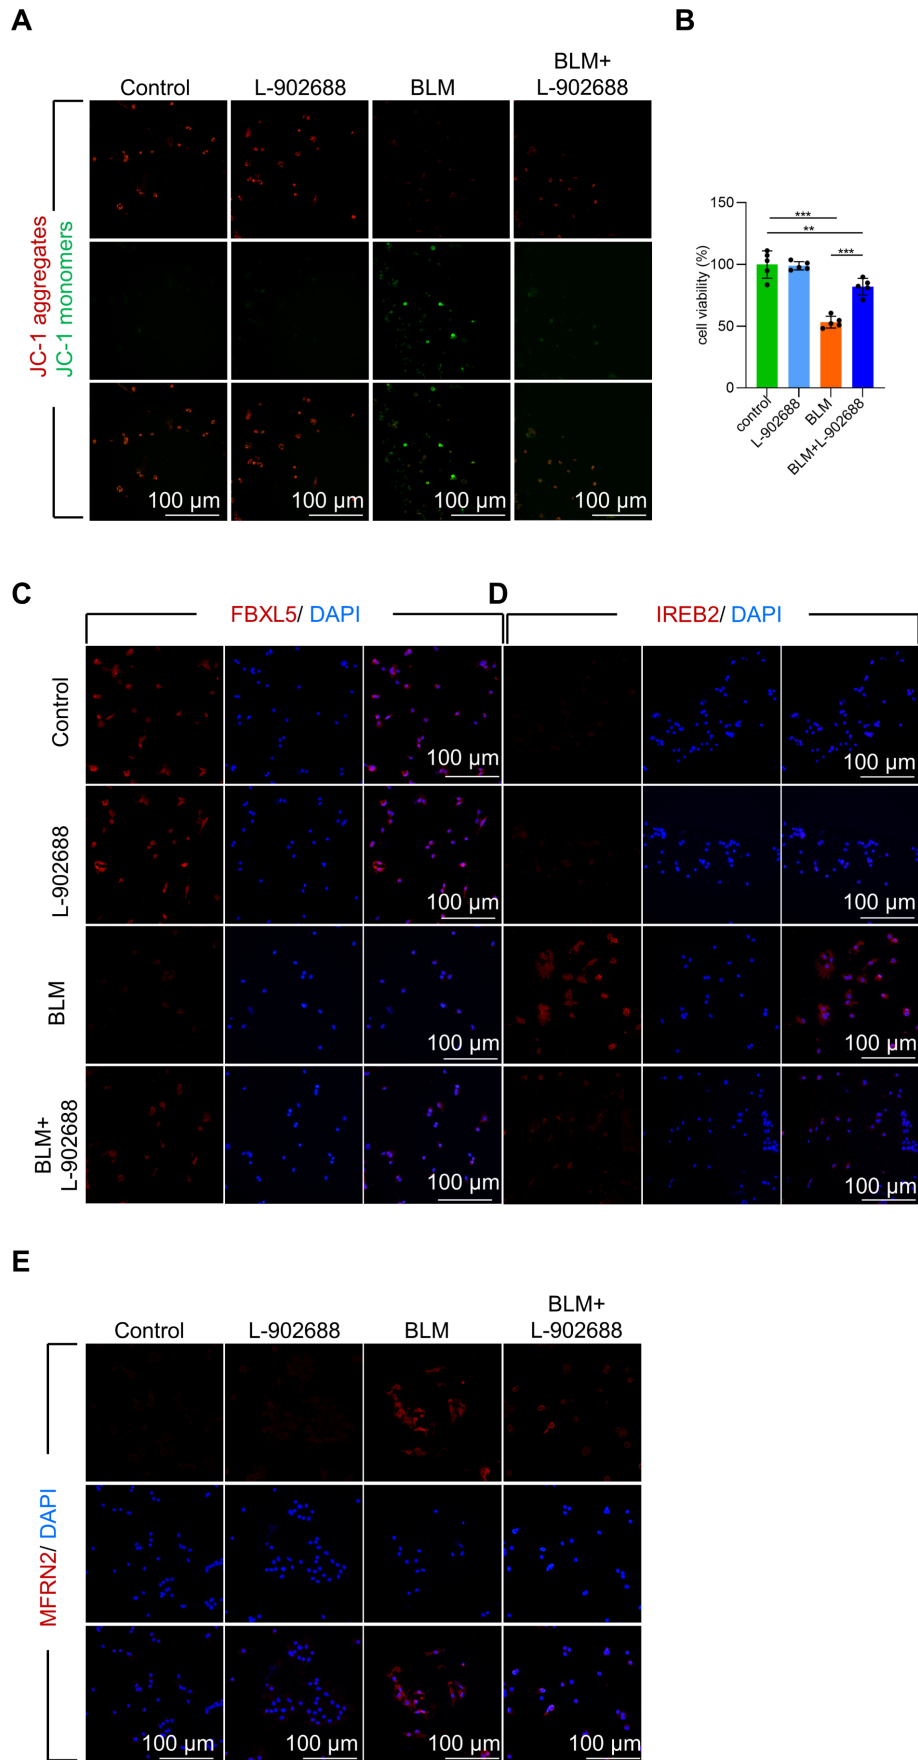 A
Control
L-902688
BLM
BLM+
L-902688
JC-1 aggregates
JC-1 monomers
100 µm
100 µm
100 µm
100 µm
B
cell viability (%)
150
100
50
0
***
**
***
control
L-902688
BLM
BLM+L-902688
C
FBXL5/ DAPI
D
IREB2/ DAPI
Control
100 µm
100 µm
L-902688
100 µm
100 µm
BLM
100 µm
100 µm
BLM+
L-902688
100 µm
100 µm
E
Control
L-902688
BLM
BLM+
L-902688
MFRN2/ DAPI
100 µm
100 µm
100 µm
100 µm